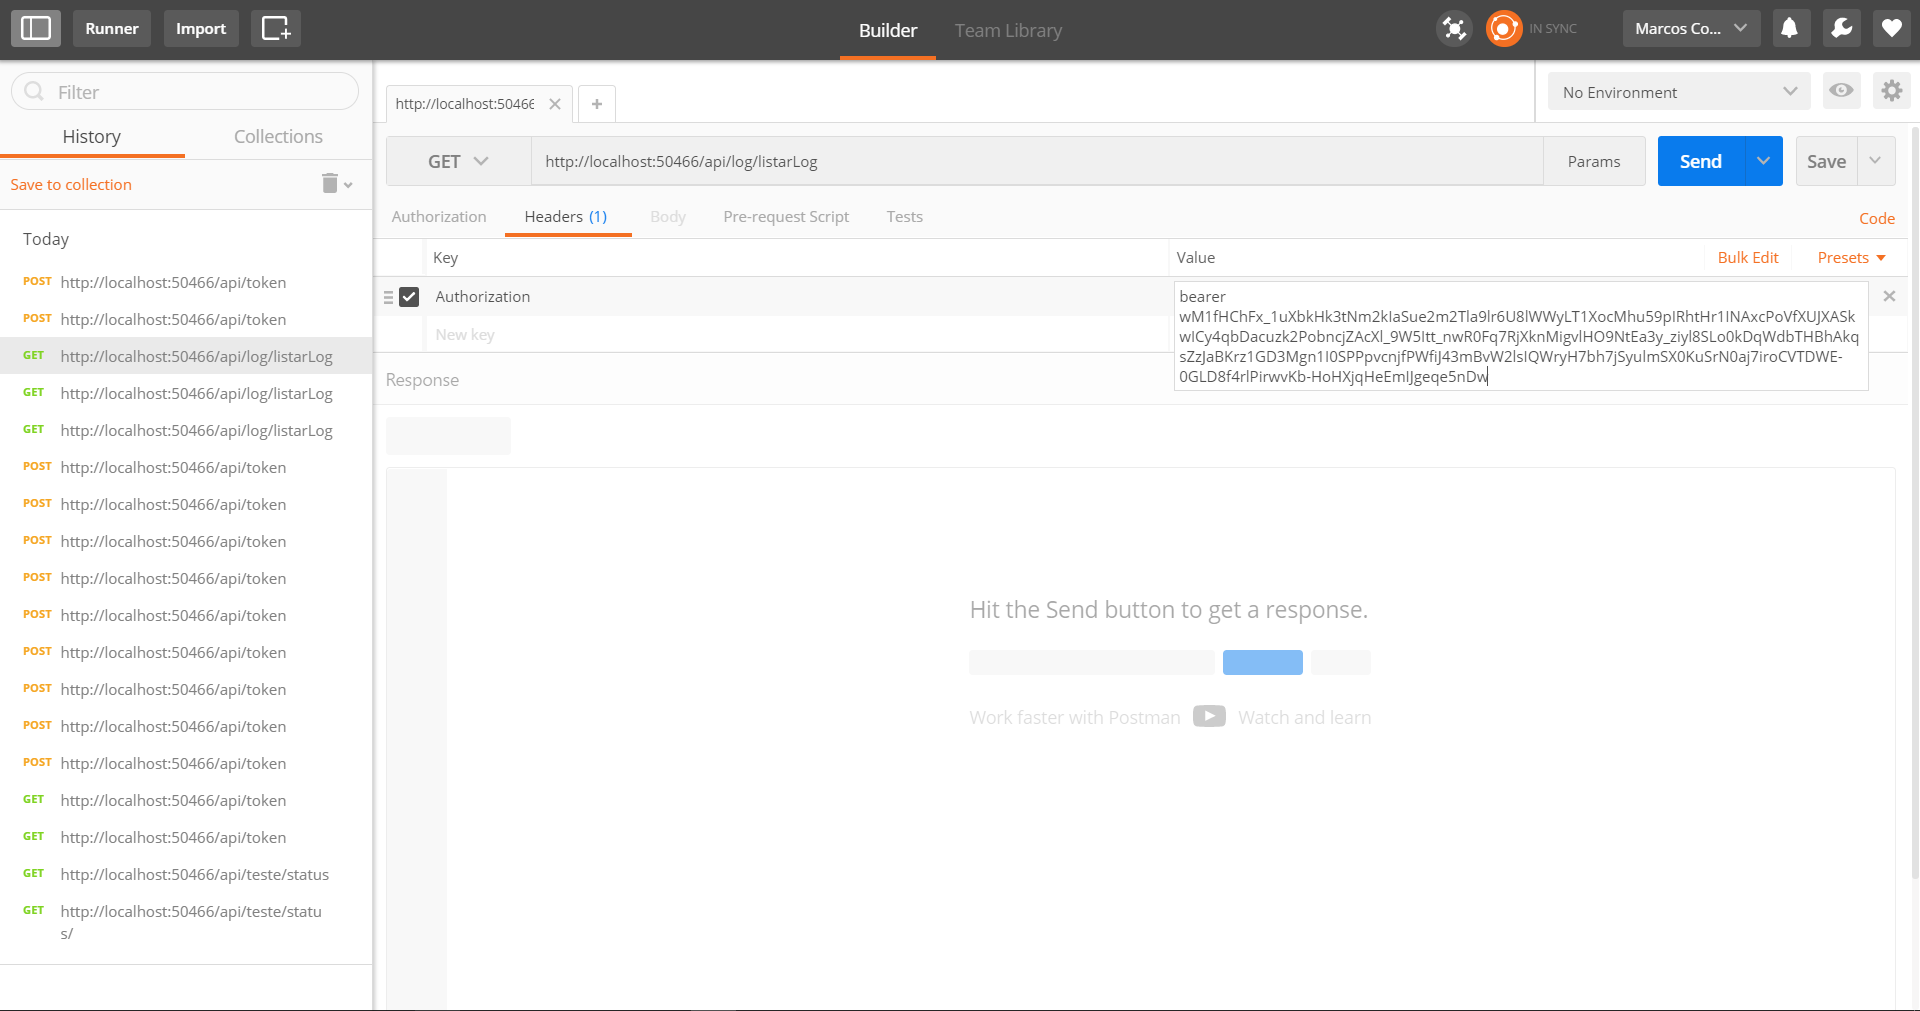 Runner
Import
Builder
Team Library
IN SYNC
Marcos Co...
Filter
History
Collections
Save to collection
Today
POST http://localhost:50466/api/token
POST http://localhost:50466/api/token
GET http://localhost:50466/api/log/listarLog
GET http://localhost:50466/api/log/listarLog
GET http://localhost:50466/api/log/listarLog
POST http://localhost:50466/api/token
POST http://localhost:50466/api/token
POST http://localhost:50466/api/token
POST http://localhost:50466/api/token
POST http://localhost:50466/api/token
POST http://localhost:50466/api/token
POST http://localhost:50466/api/token
POST http://localhost:50466/api/token
POST http://localhost:50466/api/token
GET http://localhost:50466/api/token
GET http://localhost:50466/api/token
GET http://localhost:50466/api/teste/status
GET http://localhost:50466/api/teste/statu
s/
http://localhost:50466
No Environment
GET
http://localhost:50466/api/log/listarLog
Params
Send
Save
Authorization
Headers (1)
Body
Pre-request Script
Tests
Code
Key
Value
Bulk Edit
Presets
Authorization
bearer
New key
Response
Hit the Send button to get a response.
Work faster with Postman
Watch and learn